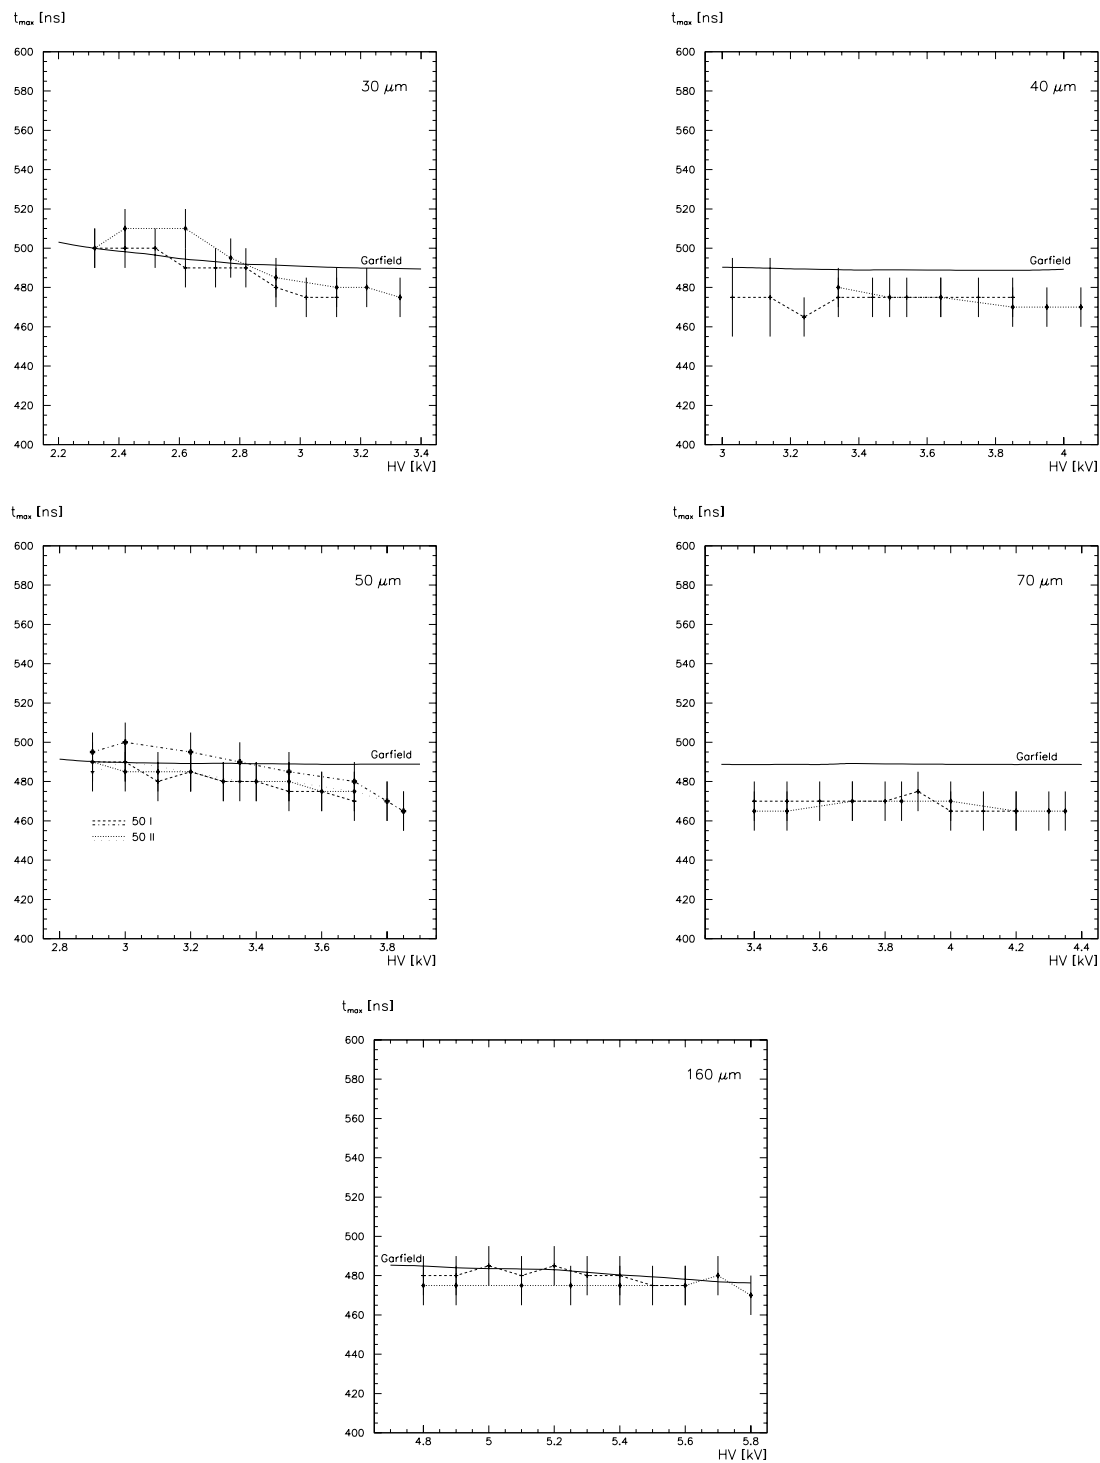 t_max [ns]
600
580
560
540
520
500
480
460
440
420
400
30 μm
Garfield
2.2 2.4 2.6 2.8 3 3.2 3.4
HV [kV]
t_max [ns]
600
580
560
540
520
500
480
460
440
420
400
40 μm
Garfield
3 3.2 3.4 3.6 3.8 4
HV [kV]
t_max [ns]
600
580
560
540
520
500
480
460
440
420
400
50 μm
Garfield
50 I
50 II
2.8 3 3.2 3.4 3.6 3.8
HV [kV]
t_max [ns]
600
580
560
540
520
500
480
460
440
420
400
70 μm
Garfield
3.4 3.6 3.8 4 4.2 4.4
HV [kV]
t_max [ns]
600
580
560
540
520
500
480
460
440
420
400
160 μm
Garfield
4.8 5 5.2 5.4 5.6 5.8
HV [kV]